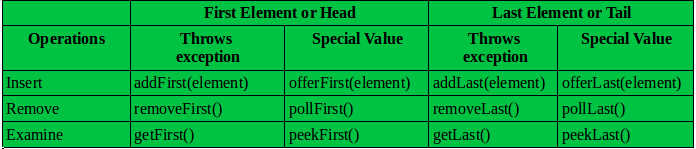 First Element or Head Last Element or Tail
Operations Throws exception Special Value Throws exception Special Value
Insert addFirst(element) offerFirst(element) addLast(element) offerLast(element)
Remove removeFirst() pollFirst() removeLast() pollLast()
Examine getFirst() peekFirst() getLast() peekLast()